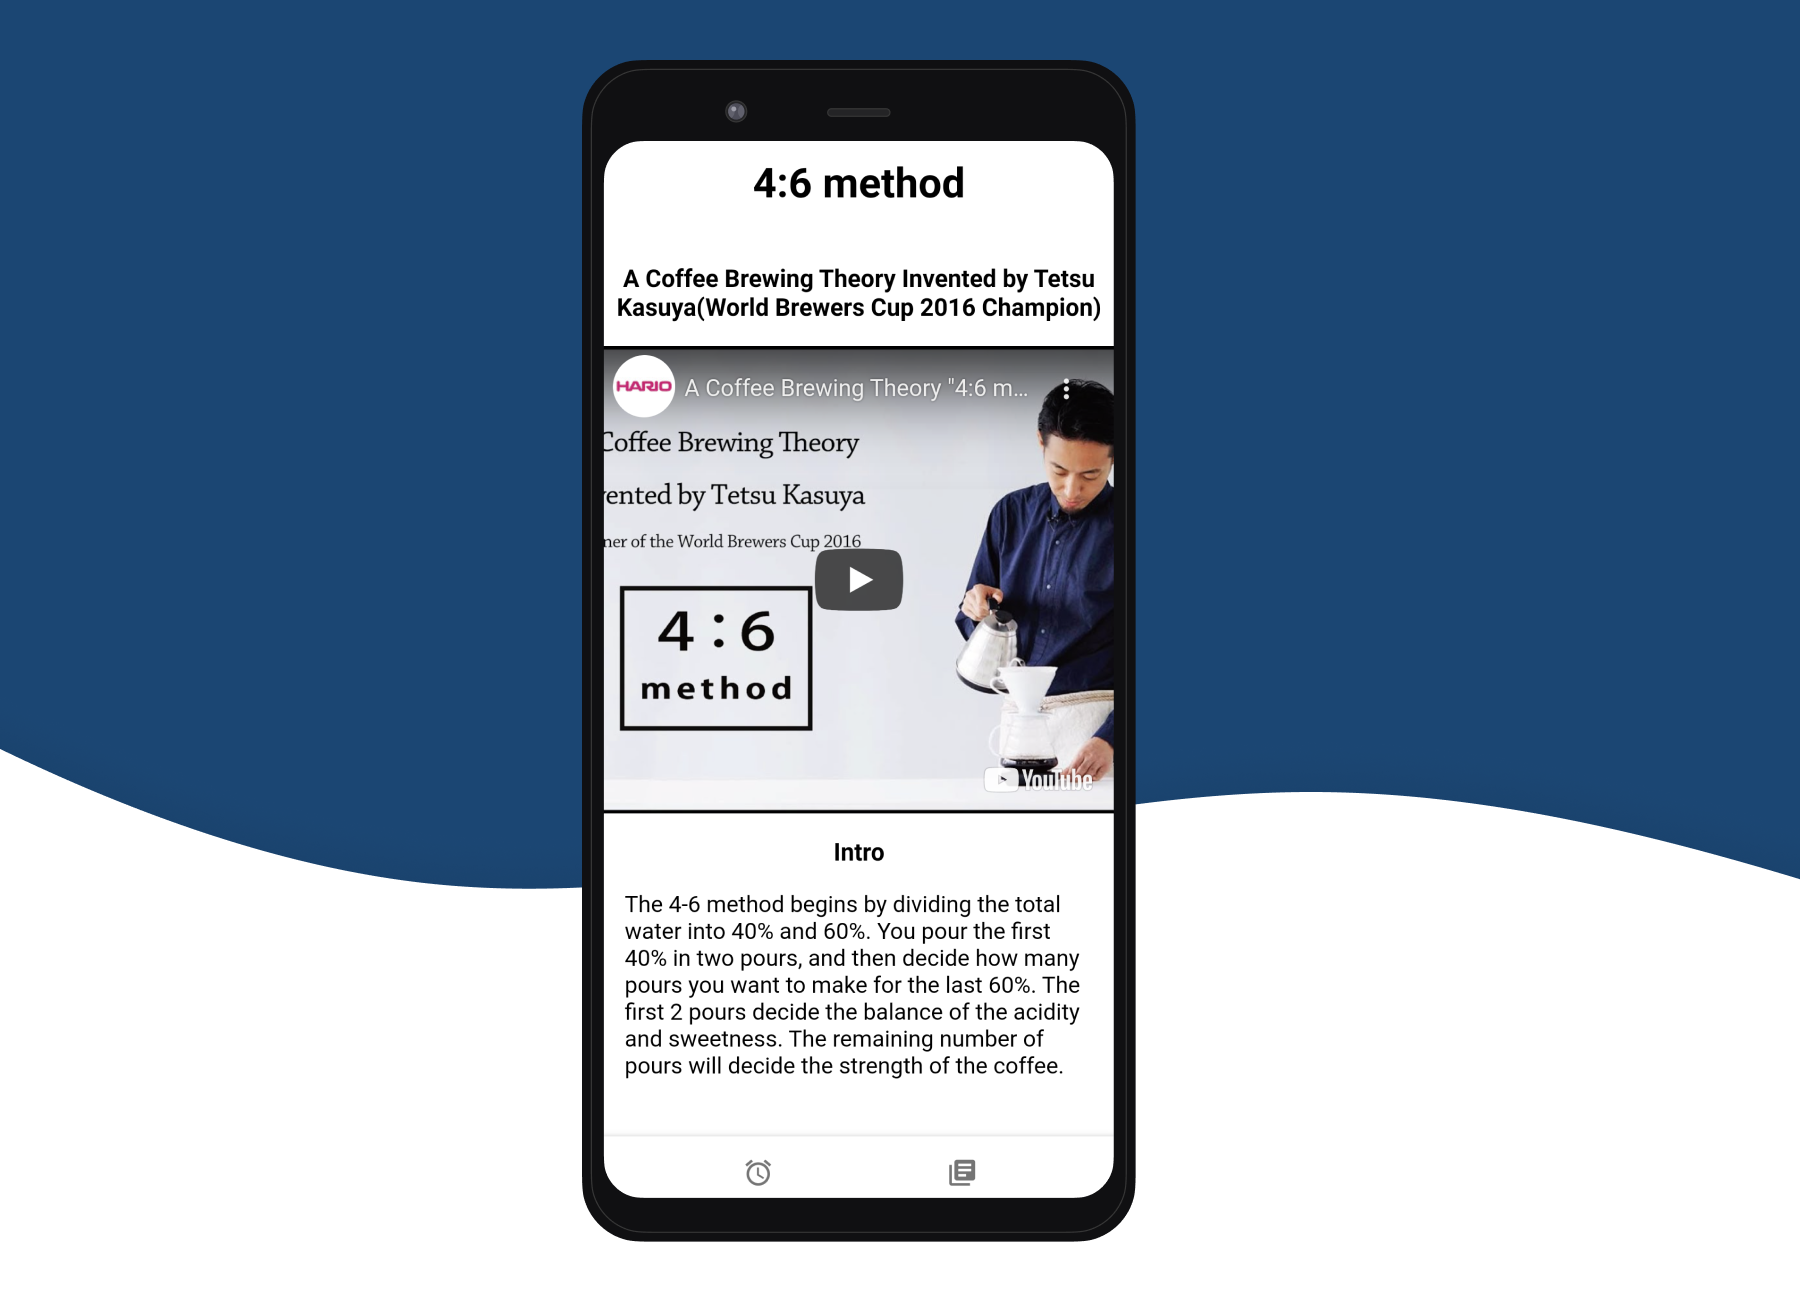 4:6 method
A Coffee Brewing Theory Invented by Tetsu
Kasuya(World Brewers Cup 2016 Champion)
HARIO
A Coffee Brewing Theory "4:6 m...
Coffee Brewing Theory
vented by Tetsu Kasuya
ner of the World Brewers Cup 2016
4:6
method
YouTube
Intro
The 4-6 method begins by dividing the total
water into 40% and 60%. You pour the first
40% in two pours, and then decide how many
pours you want to make for the last 60%. The
first 2 pours decide the balance of the acidity
and sweetness. The remaining number of
pours will decide the strength of the coffee.